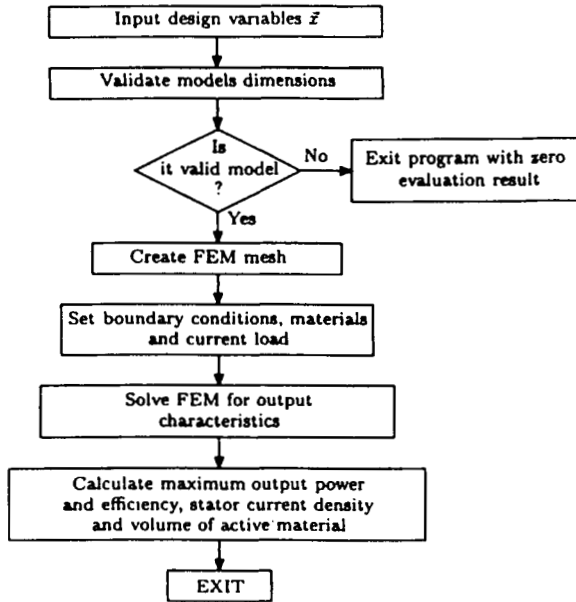 Input design variables x⃗
Validate models dimensions
Is
it valid model
?
No
Exit program with zero
evaluation result
Yes
Create FEM mesh
Set boundary conditions, materials
and current load
Solve FEM for output
characteristics
Calculate maximum output power
and efficiency, stator current density
and volume of active material
EXIT